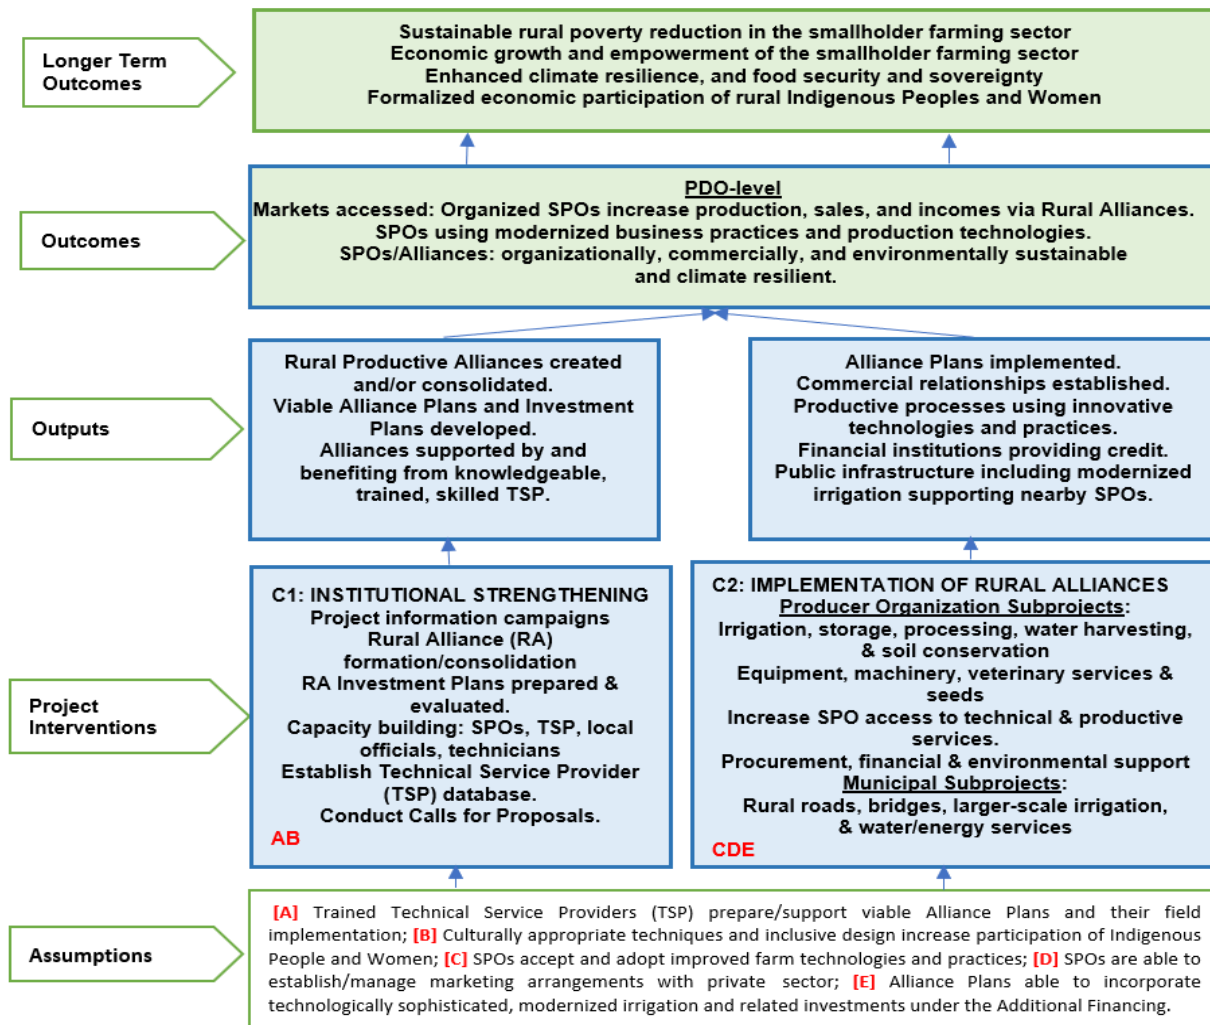 Longer Term
Outcomes
Sustainable rural poverty reduction in the smallholder farming sector
Economic growth and empowerment of the smallholder farming sector
Enhanced climate resilience, and food security and sovereignty
Formalized economic participation of rural Indigenous Peoples and Women
Outcomes
PDO-level
Markets accessed: Organized SPOs increase production, sales, and incomes via Rural Alliances.
SPOs using modernized business practices and production technologies.
SPOs/Alliances: organizationally, commercially, and environmentally sustainable
and climate resilient.
Outputs
Rural Productive Alliances created
and/or consolidated.
Viable Alliance Plans and Investment
Plans developed.
Alliances supported by and
benefiting from knowledgeable,
trained, skilled TSP.
Alliance Plans implemented.
Commercial relationships established.
Productive processes using innovative
technologies and practices.
Financial institutions providing credit.
Public infrastructure including modernized
irrigation supporting nearby SPOs.
Project
Interventions
C1: INSTITUTIONAL STRENGTHENING
Project information campaigns
Rural Alliance (RA)
formation/consolidation
RA Investment Plans prepared &
evaluated.
Capacity building: SPOs, TSP, local
officials, technicians
Establish Technical Service Provider
(TSP) database.
Conduct Calls for Proposals.
AB
C2: IMPLEMENTATION OF RURAL ALLIANCES
Producer Organization Subprojects:
Irrigation, storage, processing, water harvesting,
& soil conservation
Equipment, machinery, veterinary services &
seeds
Increase SPO access to technical & productive
services.
Procurement, financial & environmental support
Municipal Subprojects:
Rural roads, bridges, larger-scale irrigation,
& water/energy services
CDE
Assumptions
[A] Trained Technical Service Providers (TSP) prepare/support viable Alliance Plans and their field
implementation; [B] Culturally appropriate techniques and inclusive design increase participation of Indigenous
People and Women; [C] SPOs accept and adopt improved farm technologies and practices; [D] SPOs are able to
establish/manage marketing arrangements with private sector; [E] Alliance Plans able to incorporate
technologically sophisticated, modernized irrigation and related investments under the Additional Financing.